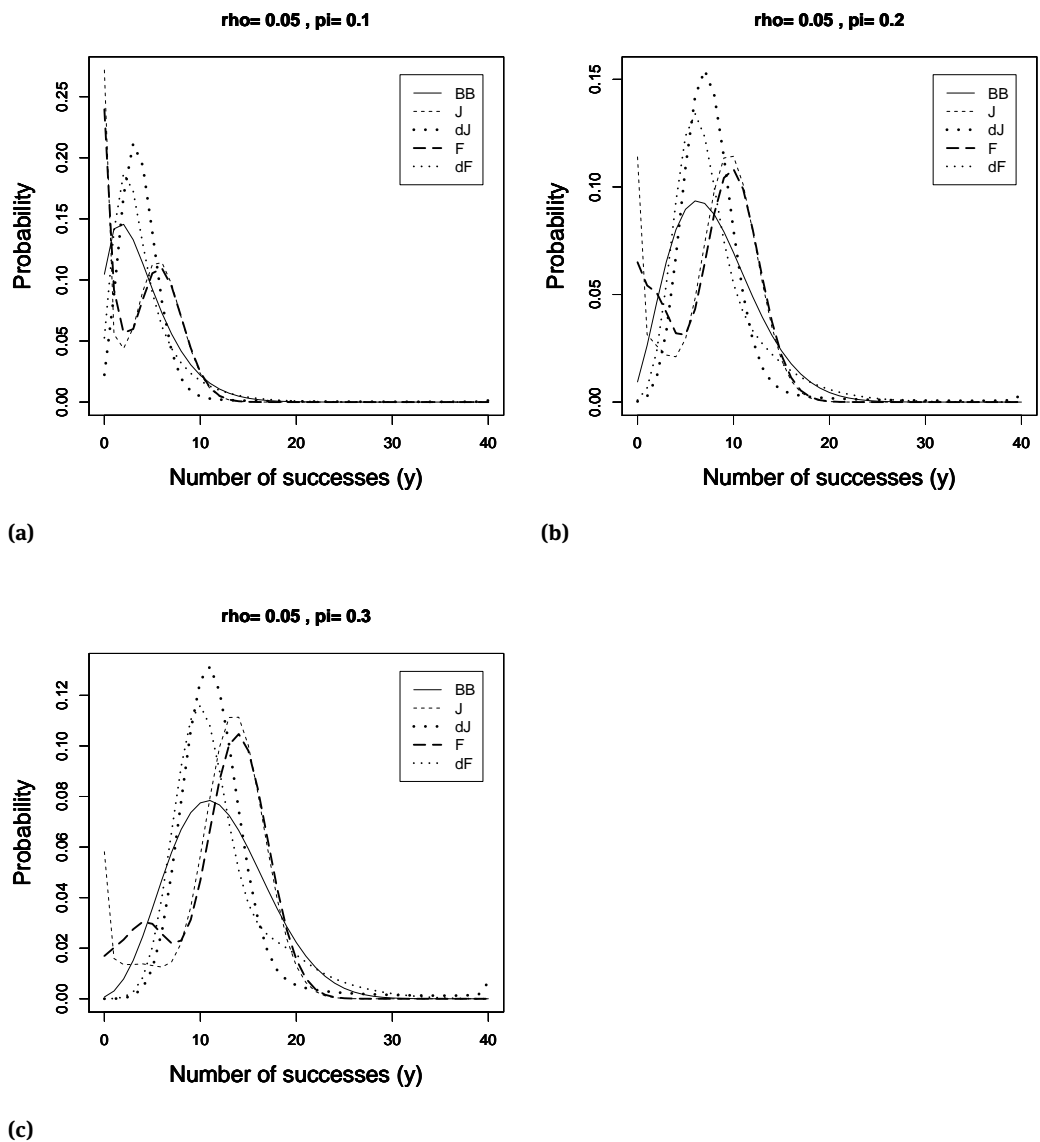 rho= 0.05 , pi= 0.1
Probability
0.25
0.20
0.15
0.10
0.05
0.00
BB
J
dJ
F
dF
0 10 20 30 40
Number of successes (y)
(a)
rho= 0.05 , pi= 0.2
Probability
0.15
0.10
0.05
0.00
BB
J
dJ
F
dF
0 10 20 30 40
Number of successes (y)
(b)
rho= 0.05 , pi= 0.3
Probability
0.12
0.10
0.08
0.06
0.04
0.02
0.00
BB
J
dJ
F
dF
0 10 20 30 40
Number of successes (y)
(c)